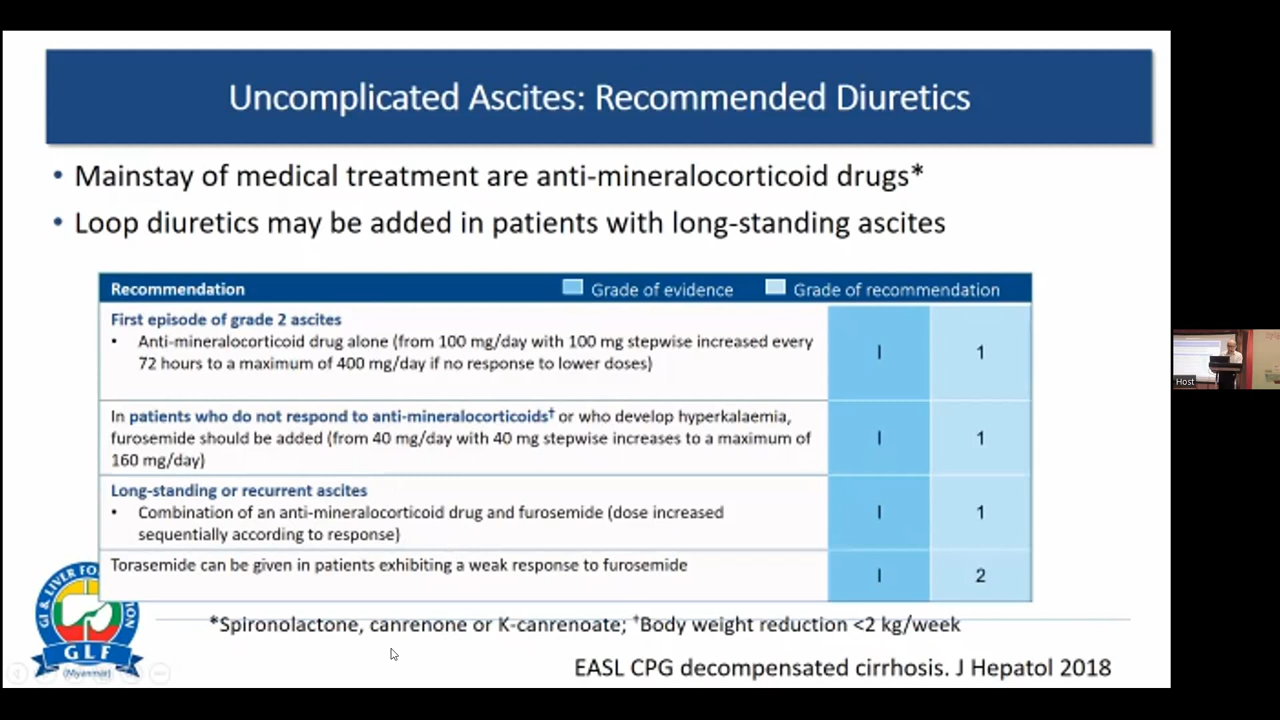 Uncomplicated Ascites: Recommended Diuretics
• Mainstay of medical treatment are anti-mineralocorticoid drugs*
• Loop diuretics may be added in patients with long-standing ascites
Recommendation Grade of evidence Grade of recommendation
First episode of grade 2 ascites
• Anti-mineralocorticoid drug alone (from 100 mg/day with 100 mg stepwise increased every
72 hours to a maximum of 400 mg/day if no response to lower doses)
I 1
In patients who do not respond to anti-mineralocorticoids† or who develop hyperkalaemia,
furosemide should be added (from 40 mg/day with 40 mg stepwise increases to a maximum of
160 mg/day)
I 1
Long-standing or recurrent ascites
• Combination of an anti-mineralocorticoid drug and furosemide (dose increased
sequentially according to response)
I 1
Torasemide can be given in patients exhibiting a weak response to furosemide
I 2
*Spironolactone, canrenone or K-canrenoate; †Body weight reduction <2 kg/week
EASL CPG decompensated cirrhosis. J Hepatol 2018
GI & LIVER FO
ION
GLF
(Myanmar)
Host